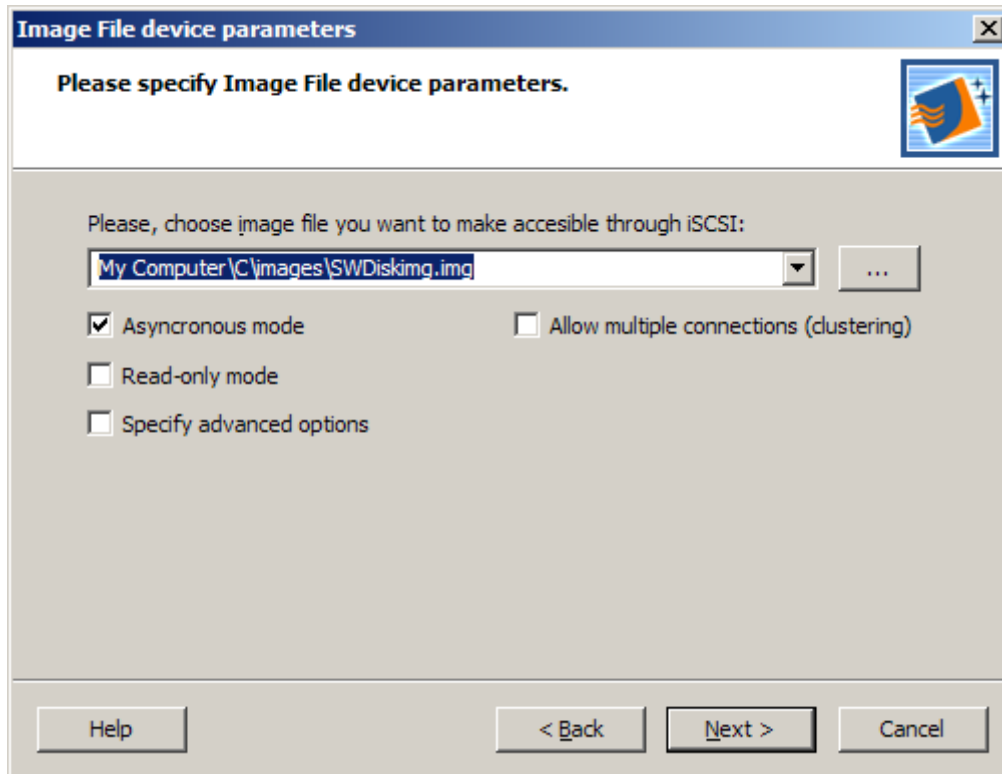 Image File device parameters
Please specify Image File device parameters.
Please, choose image file you want to make accesible through iSCSI:
My Computer\C\images\SWDiskimg.img
...
Asyncronous mode
Allow multiple connections (clustering)
Read-only mode
Specify advanced options
Help
< Back
Next >
Cancel